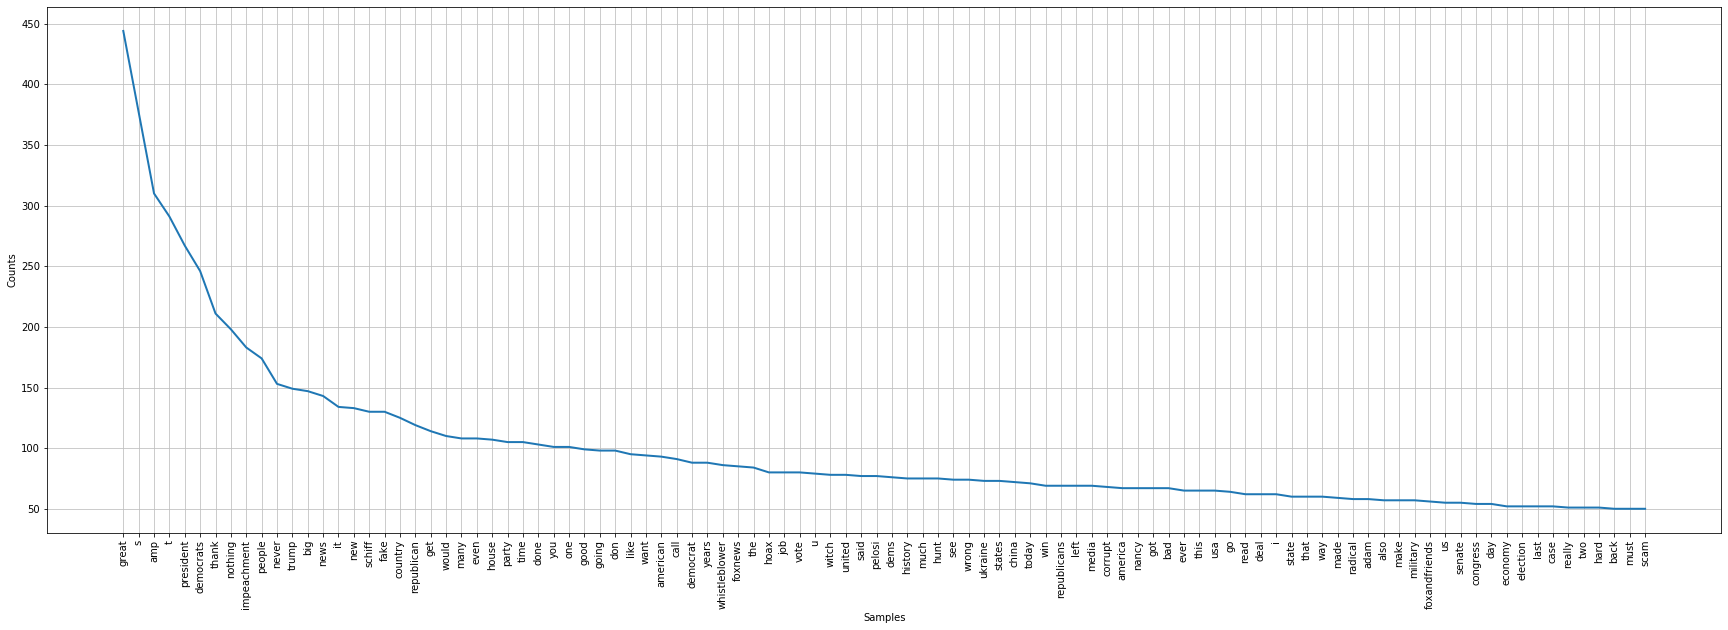 450
400
350
300
250
200
150
100
50
Counts
great
s
amp
t
president
democrats
thank
nothing
impeachment
people
never
trump
big
news
it
new
schiff
fake
country
republican
get
would
many
even
house
party
time
done
you
one
good
going
don
like
want
american
call
democrat
years
whistleblower
foxnews
the
hoax
job
vote
u
witch
united
said
pelosi
dems
history
much
hunt
see
wrong
ukraine
states
china
today
win
republicans
left
media
corrupt
america
nancy
got
bad
ever
this
usa
go
read
deal
i
state
that
way
made
radical
adam
also
make
military
foxandfriends
us
senate
congress
day
economy
election
last
case
really
two
hard
back
must
scam
Samples